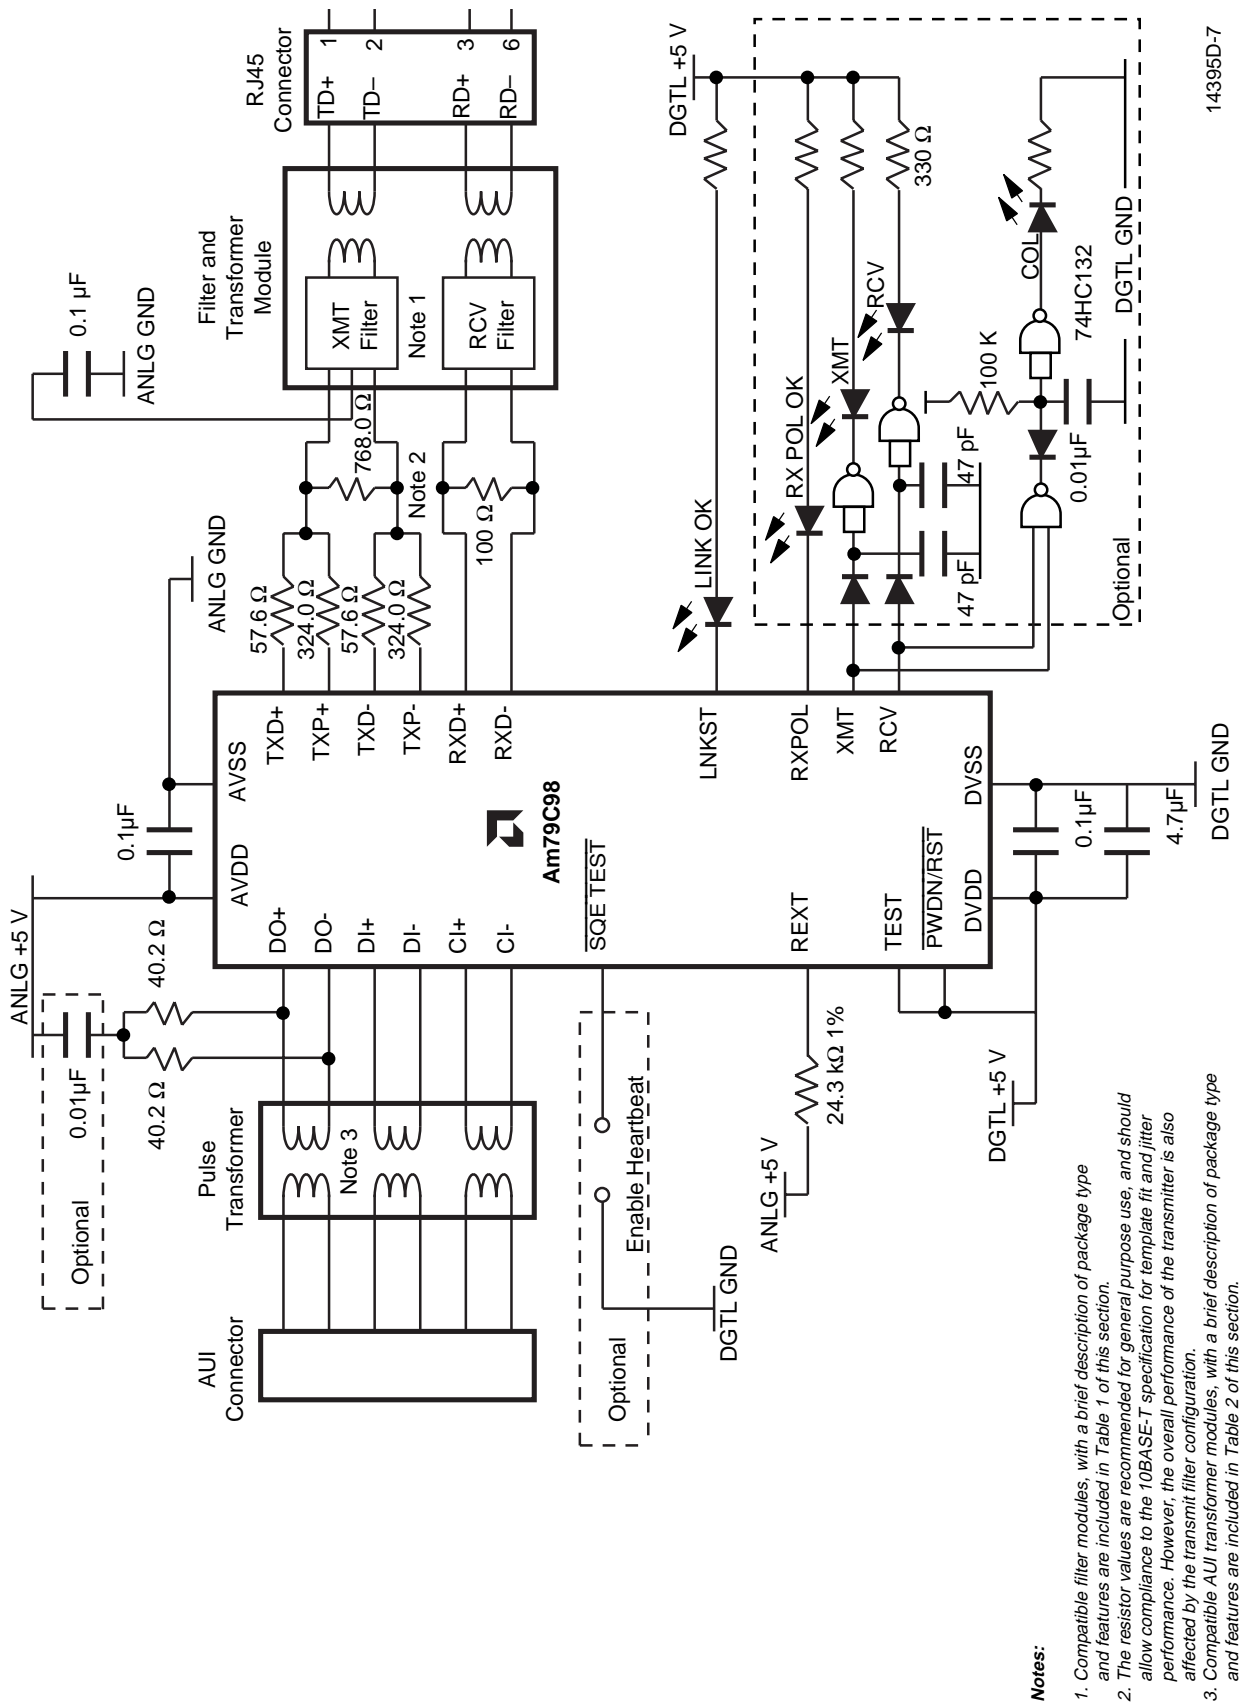 ANLG +5 V
Optional
0.01µF
40.2 Ω
40.2 Ω
0.1µF
ANLG GND
0.1 µF
ANLG GND
AUI
Connector
Pulse
Transformer
Note 3
AVDD
AVSS
DO+
DO-
DI+
DI-
CI+
CI-
TXD+
TXP+
TXD-
TXP-
RXD+
RXD-
57.6 Ω
324.0 Ω
57.6 Ω
324.0 Ω
768.0 Ω
Note 2
100 Ω
Filter and
Transformer
Module
XMT
Filter
Note 1
RCV
Filter
RJ45
Connector
TD+
1
TD–
2
RD+
3
RD–
6
Am79C98
SQE TEST
Optional
Enable Heartbeat
DGTL GND
LNKST
LINK OK
DGTL +5 V
REXT
ANLG +5 V
24.3 kΩ 1%
RXPOL
RX POL OK
XMT
XMT
RCV
RCV
330 Ω
TEST
PWDN/RST
DVDD
DVSS
DGTL +5 V
0.1µF
4.7µF
DGTL GND
47 pF
47 pF
100 K
0.01µF
74HC132
COL
DGTL GND
Optional
14395D-7
Notes:
1. Compatible filter modules, with a brief description of package type
and features are included in Table 1 of this section.
2. The resistor values are recommended for general purpose use, and should
allow compliance to the 10BASE-T specification for template fit and jitter
performance. However, the overall performance of the transmitter is also
affected by the transmit filter configuration.
3. Compatible AUI transformer modules, with a brief description of package type
and features are included in Table 2 of this section.